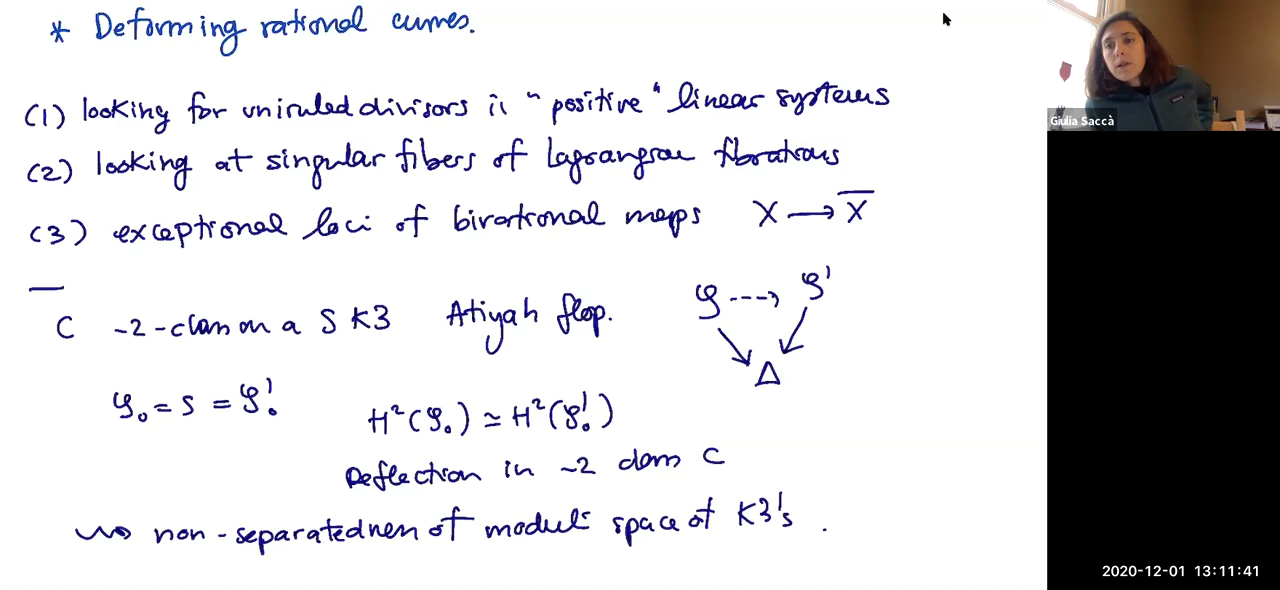 * Deforming rational curves.
(1) looking for uniruled divisors in "positive" linear systems
(2) looking at singular fibers of Lagrangian fibrations
(3) exceptional loci of birational maps X → X̅
C -2-class on a S K3 Atiyah flop. 𝒮 ⇢ 𝒮'
Δ
𝒮₀ = S = 𝒮'₀
H²(𝒮₀) ≃ H²(𝒮'₀)
Reflection in -2 class C
⇝ non-separatedness of moduli space of K3's.
Giulia Saccà
2020-12-01 13:11:41